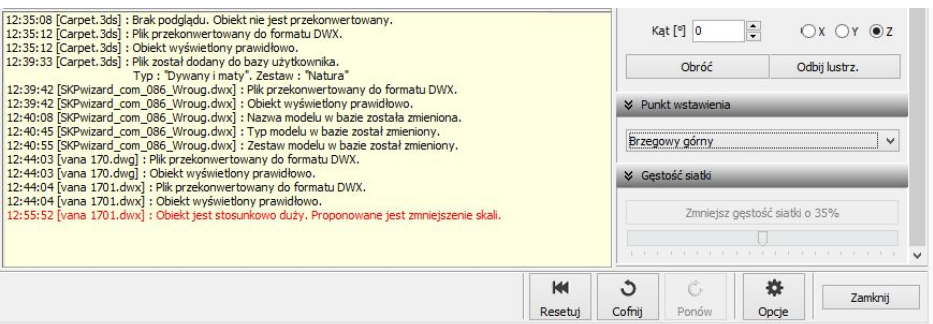 12:35:08 [Carpet.3ds] : Brak podglądu. Obiekt nie jest przekonwertowany.
12:35:12 [Carpet.3ds] : Plik przekonwertowany do formatu DWX.
12:35:12 [Carpet.3ds] : Obiekt wyświetlony prawidłowo.
12:39:33 [Carpet.3ds] : Plik został dodany do bazy użytkownika.
Typ : "Dywany i maty". Zestaw : "Natura"
12:39:42 [SKPwizard_com_086_Wroug.dwx] : Plik przekonwertowany do formatu DWX.
12:39:42 [SKPwizard_com_086_Wroug.dwx] : Obiekt wyświetlony prawidłowo.
12:40:08 [SKPwizard_com_086_Wroug.dwx] : Nazwa modelu w bazie została zmieniona.
12:40:45 [SKPwizard_com_086_Wroug.dwx] : Typ modelu w bazie został zmieniony.
12:40:55 [SKPwizard_com_086_Wroug.dwx] : Zestaw modelu w bazie został zmieniony.
12:44:03 [vana 170.dwg] : Plik przekonwertowany do formatu DWX.
12:44:03 [vana 170.dwg] : Obiekt wyświetlony prawidłowo.
12:44:04 [vana 1701.dwx] : Plik przekonwertowany do formatu DWX.
12:44:04 [vana 1701.dwx] : Obiekt wyświetlony prawidłowo.
12:55:52 [vana 1701.dwx] : Obiekt jest stosunkowo duży. Proponowane jest zmniejszenie skali.
Kąt [°] 0 X Y Z
Obróć Odbij lustrz.
Punkt wstawienia
Brzegowy górny
Gęstość siatki
Zmniejsz gęstość siatki o 35%
Resetuj Cofnij Ponów Opcje Zamknij